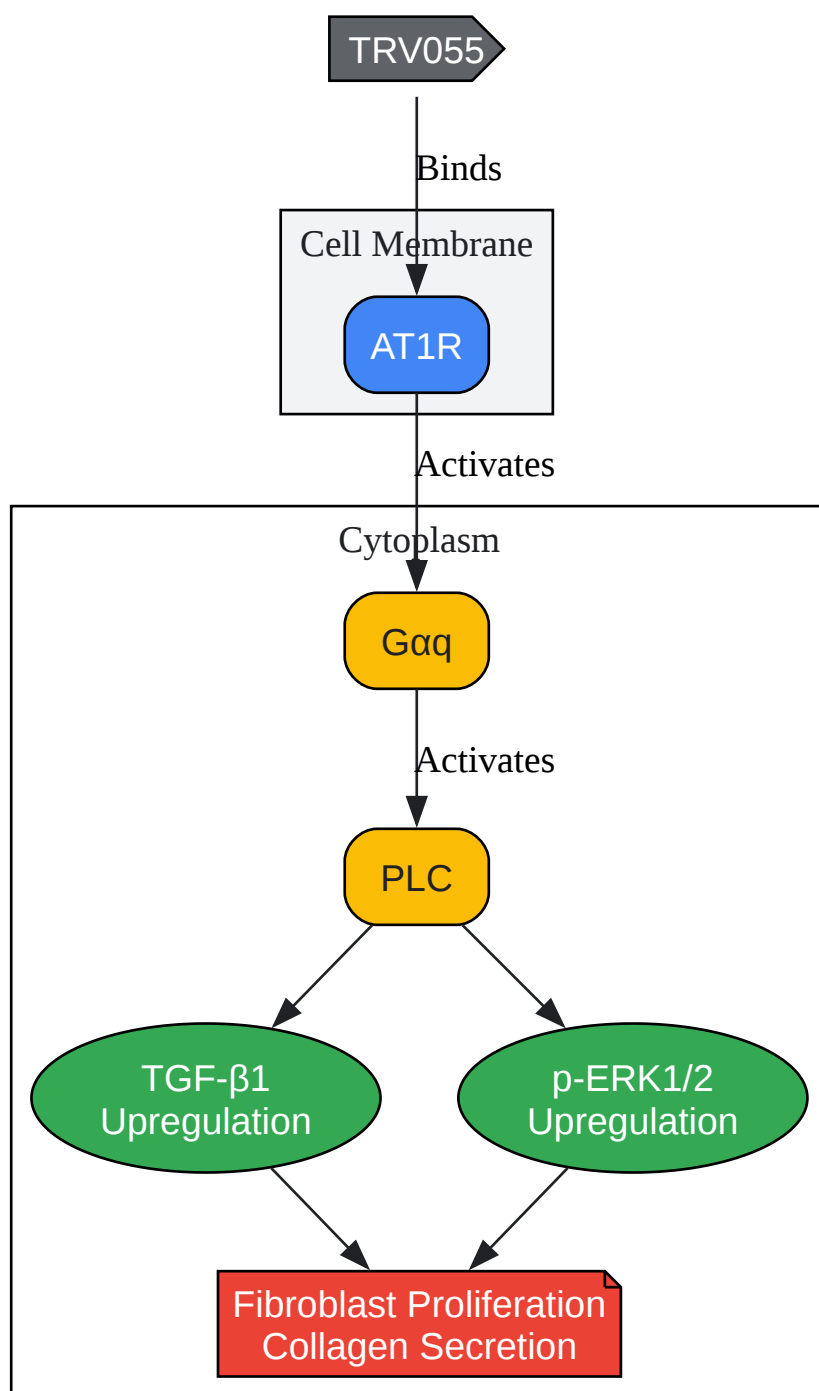 TRV055
Binds
Cell Membrane
AT1R
Activates
Cytoplasm
Gαq
Activates
PLC
TGF-β1
Upregulation
p-ERK1/2
Upregulation
Fibroblast Proliferation
Collagen Secretion